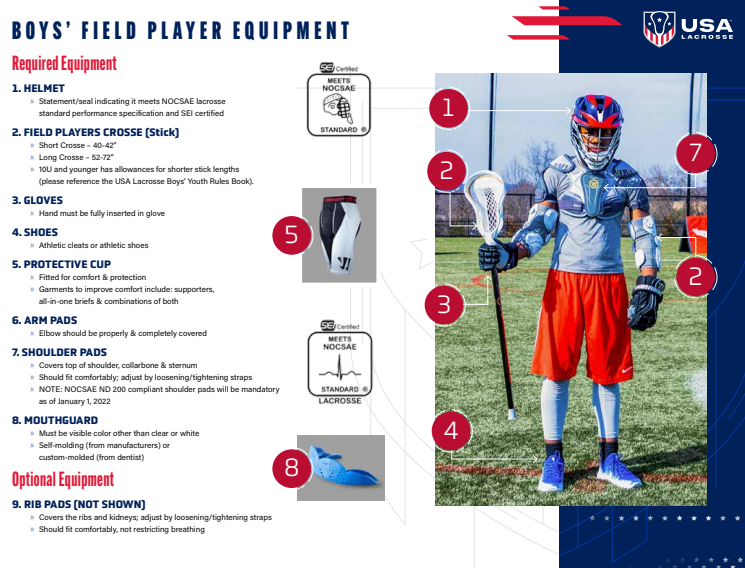 BOYS' FIELD PLAYER EQUIPMENT
USA
LACROSSE
Required Equipment
1. HELMET
» Statement/seal indicating it meets NOCSAE lacrosse
standard performance specification and SEI certified
2. FIELD PLAYERS CROSSE (Stick)
» Short Crosse – 40-42"
» Long Crosse – 52-72"
» 10U and younger has allowances for shorter stick lengths
(please reference the USA Lacrosse Boys' Youth Rules Book).
3. GLOVES
» Hand must be fully inserted in glove
4. SHOES
» Athletic cleats or athletic shoes
5. PROTECTIVE CUP
» Fitted for comfort & protection
» Garments to improve comfort include: supporters,
all-in-one briefs & combinations of both
6. ARM PADS
» Elbow should be properly & completely covered
7. SHOULDER PADS
» Covers top of shoulder, collarbone & sternum
» Should fit comfortably; adjust by loosening/tightening straps
» NOTE: NOCSAE ND 200 compliant shoulder pads will be mandatory
as of January 1, 2022
8. MOUTHGUARD
» Must be visible color other than clear or white
» Self-molding (from manufacturers) or
custom-molded (from dentist)
Optional Equipment
9. RIB PADS (NOT SHOWN)
» Covers the ribs and kidneys; adjust by loosening/tightening straps
» Should fit comfortably, not restricting breathing
SEI Certified
MEETS
NOCSAE
STANDARD ®
5
SEI Certified
MEETS
NOCSAE
STANDARD ®
LACROSSE
8
1
2
7
2
3
4